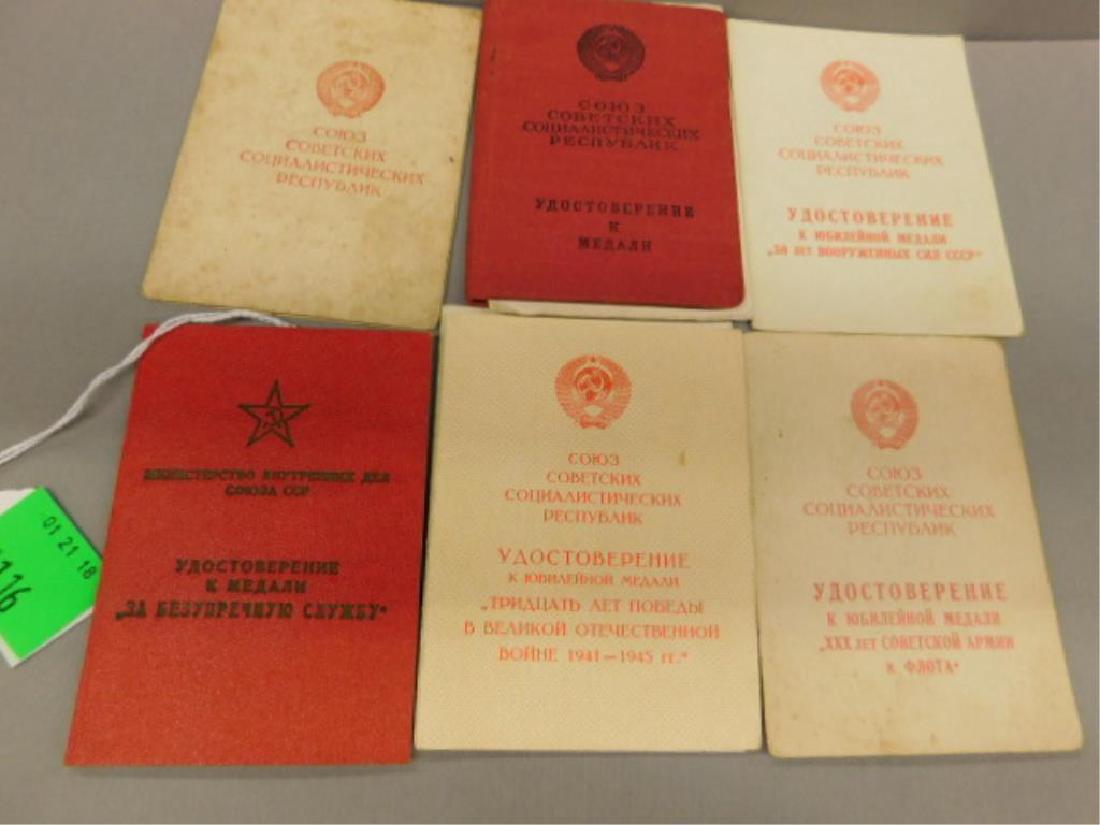 СОЮЗ
СОВЕТСКИХ
СОЦИАЛИСТИЧЕСКИХ
РЕСПУБЛИК
СОЮЗ
СОВЕТСКИХ
СОЦИАЛИСТИЧЕСКИХ
РЕСПУБЛИК
УДОСТОВЕРЕНИЕ
К
МЕДАЛИ
СОЮЗ
СОВЕТСКИХ
СОЦИАЛИСТИЧЕСКИХ
РЕСПУБЛИК
УДОСТОВЕРЕНИЕ
К ЮБИЛЕЙНОЙ МЕДАЛИ
ЛЕТ ВООРУЖЕННЫХ СИЛ СССР"
МИНИСТЕРСТВО ВНУТРЕННИХ ДЕЛ
СОЮЗА ССР
УДОСТОВЕРЕНИЕ
К МЕДАЛИ
„ЗА БЕЗУПРЕЧНУЮ СЛУЖБУ"
СОЮЗ
СОВЕТСКИХ
СОЦИАЛИСТИЧЕСКИХ
РЕСПУБЛИК
УДОСТОВЕРЕНИЕ
К ЮБИЛЕЙНОЙ МЕДАЛИ
„ТРИДЦАТЬ ЛЕТ ПОБЕДЫ
В ВЕЛИКОЙ ОТЕЧЕСТВЕННОЙ
ВОЙНЕ 1941—1945 гг."
СОЮЗ
СОВЕТСКИХ
СОЦИАЛИСТИЧЕСКИХ
РЕСПУБЛИК
УДОСТОВЕРЕНИЕ
К ЮБИЛЕЙНОЙ МЕДАЛИ
„XXX ЛЕТ СОВЕТСКОЙ АРМИИ
и ФЛОТА"
01 21 18
116